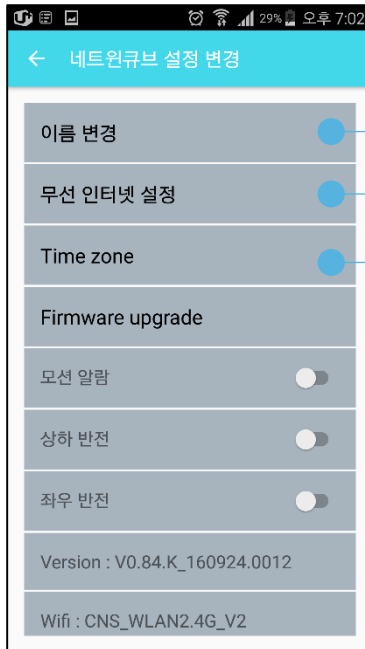 29% 오후 7:02
← 네트윈큐브 설정 변경
이름 변경
무선 인터넷 설정
Time zone
Firmware upgrade
모션 알람
상하 반전
좌우 반전
Version : V0.84.K_160924.0012
Wifi : CNS_WLAN2.4G_V2